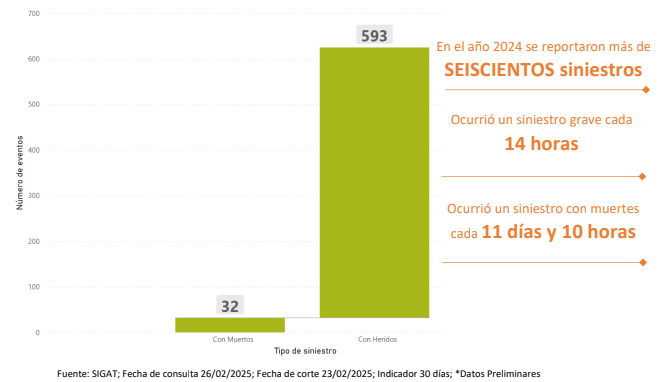 700
600
500
400
300
200
100
0
Número de eventos
593
32
Con Muertos
Con Heridos
Tipo de siniestro
En el año 2024 se reportaron más de
SEISCIENTOS siniestros
Ocurrió un siniestro grave cada
14 horas
Ocurrió un siniestro con muertes
cada 11 días y 10 horas
Fuente: SIGAT; Fecha de consulta 26/02/2025; Fecha de corte 23/02/2025; Indicador 30 días; *Datos Preliminares